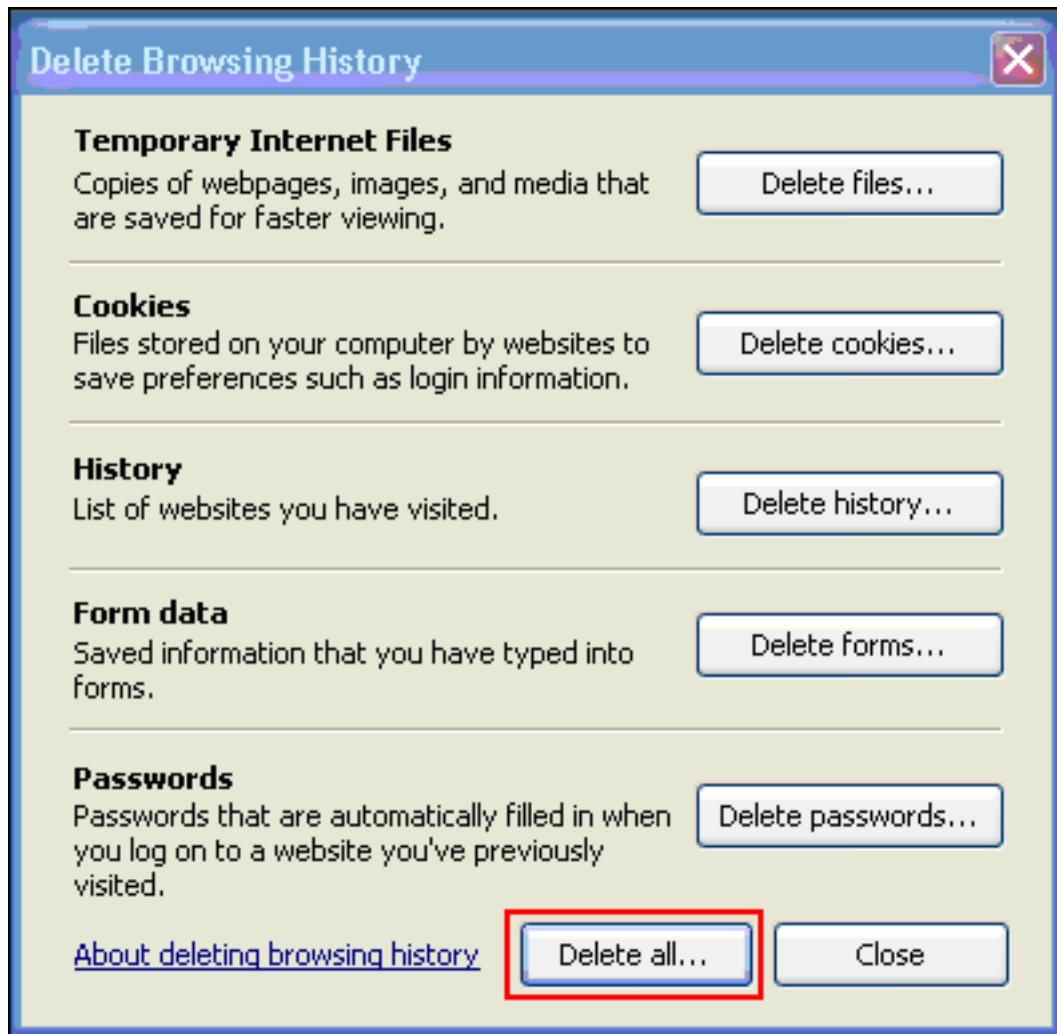 Delete Browsing History
Temporary Internet Files
Copies of webpages, images, and media that
are saved for faster viewing.
Delete files...
Cookies
Files stored on your computer by websites to
save preferences such as login information.
Delete cookies...
History
List of websites you have visited.
Delete history...
Form data
Saved information that you have typed into
forms.
Delete forms...
Passwords
Passwords that are automatically filled in when
you log on to a website you've previously
visited.
Delete passwords...
About deleting browsing history
Delete all...
Close